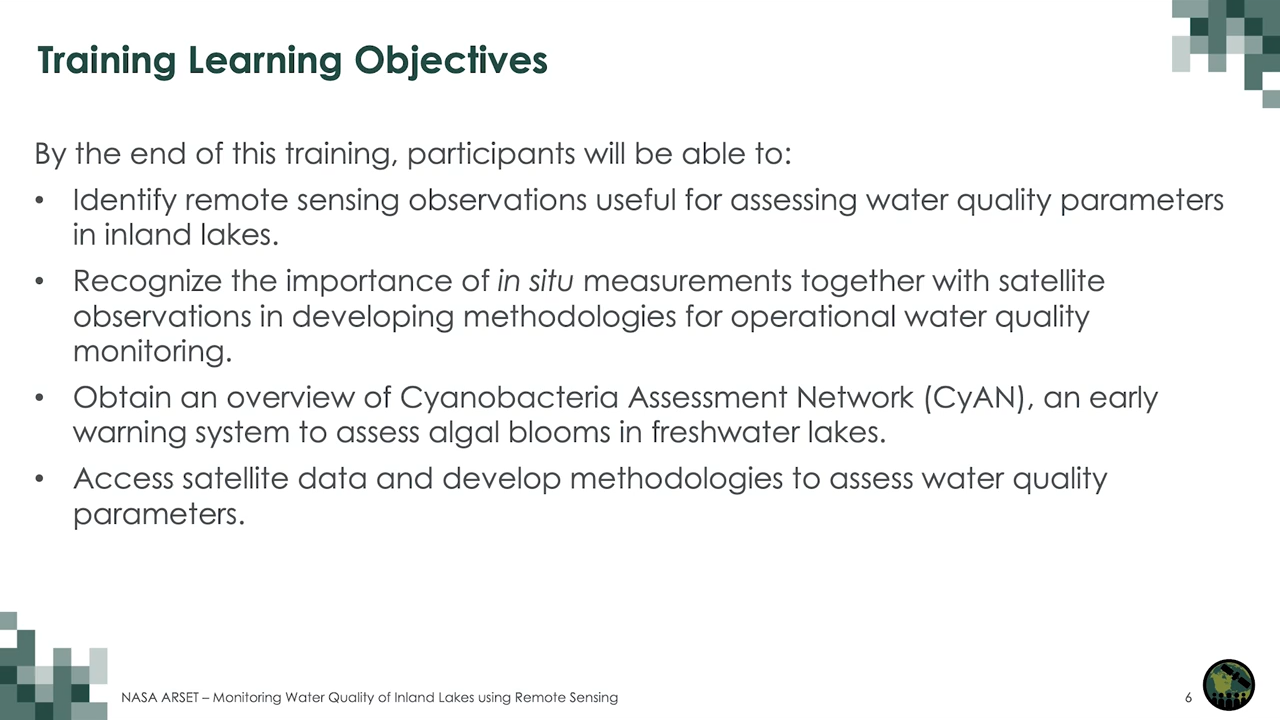 Training Learning Objectives
By the end of this training, participants will be able to:
• Identify remote sensing observations useful for assessing water quality parameters
in inland lakes.
• Recognize the importance of in situ measurements together with satellite
observations in developing methodologies for operational water quality
monitoring.
• Obtain an overview of Cyanobacteria Assessment Network (CyAN), an early
warning system to assess algal blooms in freshwater lakes.
• Access satellite data and develop methodologies to assess water quality
parameters.
NASA ARSET – Monitoring Water Quality of Inland Lakes using Remote Sensing
6